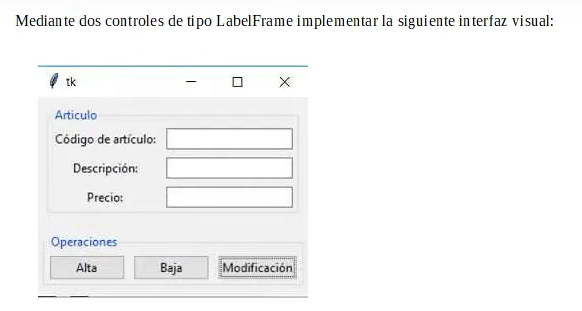 Mediante dos controles de tipo LabelFrame implementar la siguiente interfaz visual:
tk
Artículo
Código de artículo:
Descripción:
Precio:
Operaciones
Alta Baja Modificación